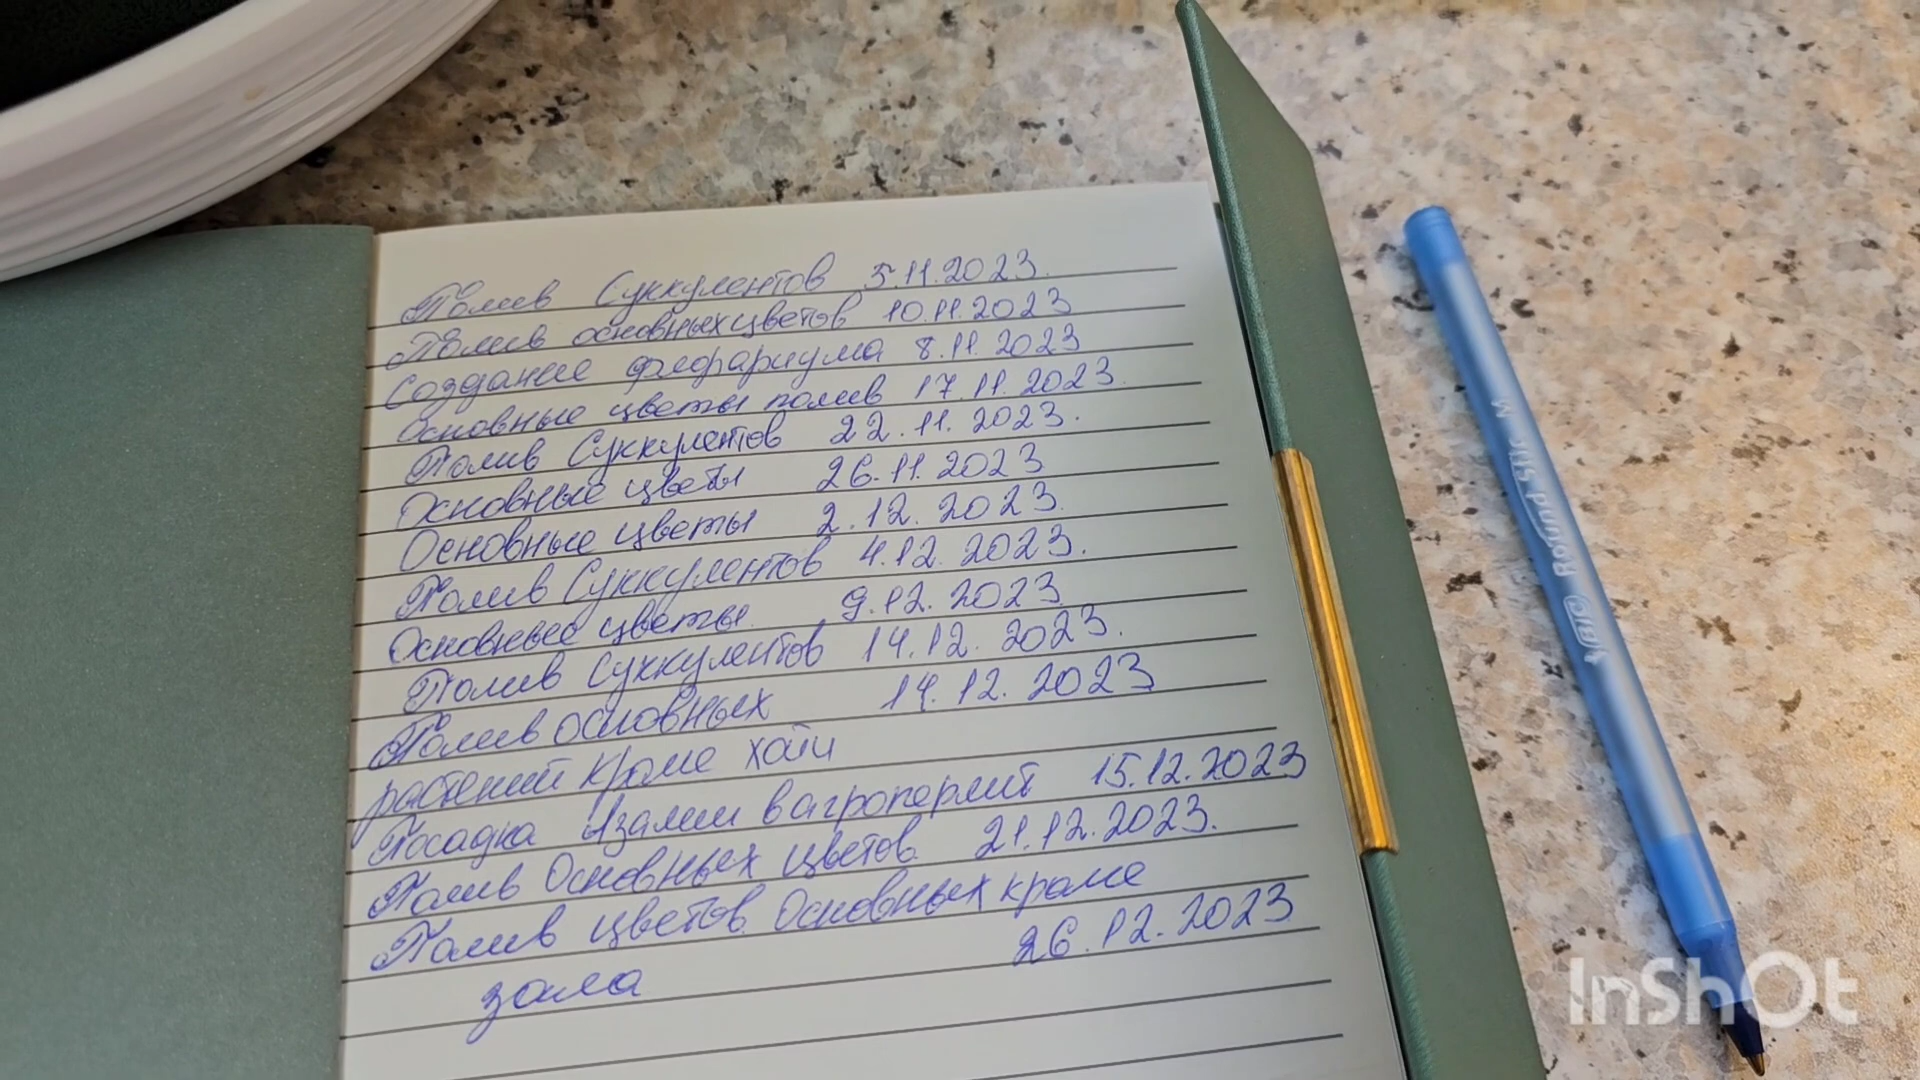 Полив Суккулентов 5.11.2023.
Полив основных цветов 10.11.2023
Создание флорариума 8.11.2023
Основные цветы полив 17.11.2023.
Полив Суккулентов 22.11.2023.
Основные цветы 26.11.2023
Основные цветы 2.12.2023.
Полив Суккулентов 4.12.2023.
Основные цветы. 9.12.2023
Полив Суккулентов 14.12.2023.
Полив основных 14.12.2023
растений кроме хойи
Посадка Азалии в агроперлит 15.12.2023
Полив Основных цветов 21.12.2023.
Полив цветов Основных кроме
зала 26.12.2023
BIC Round Stic M
InShOt